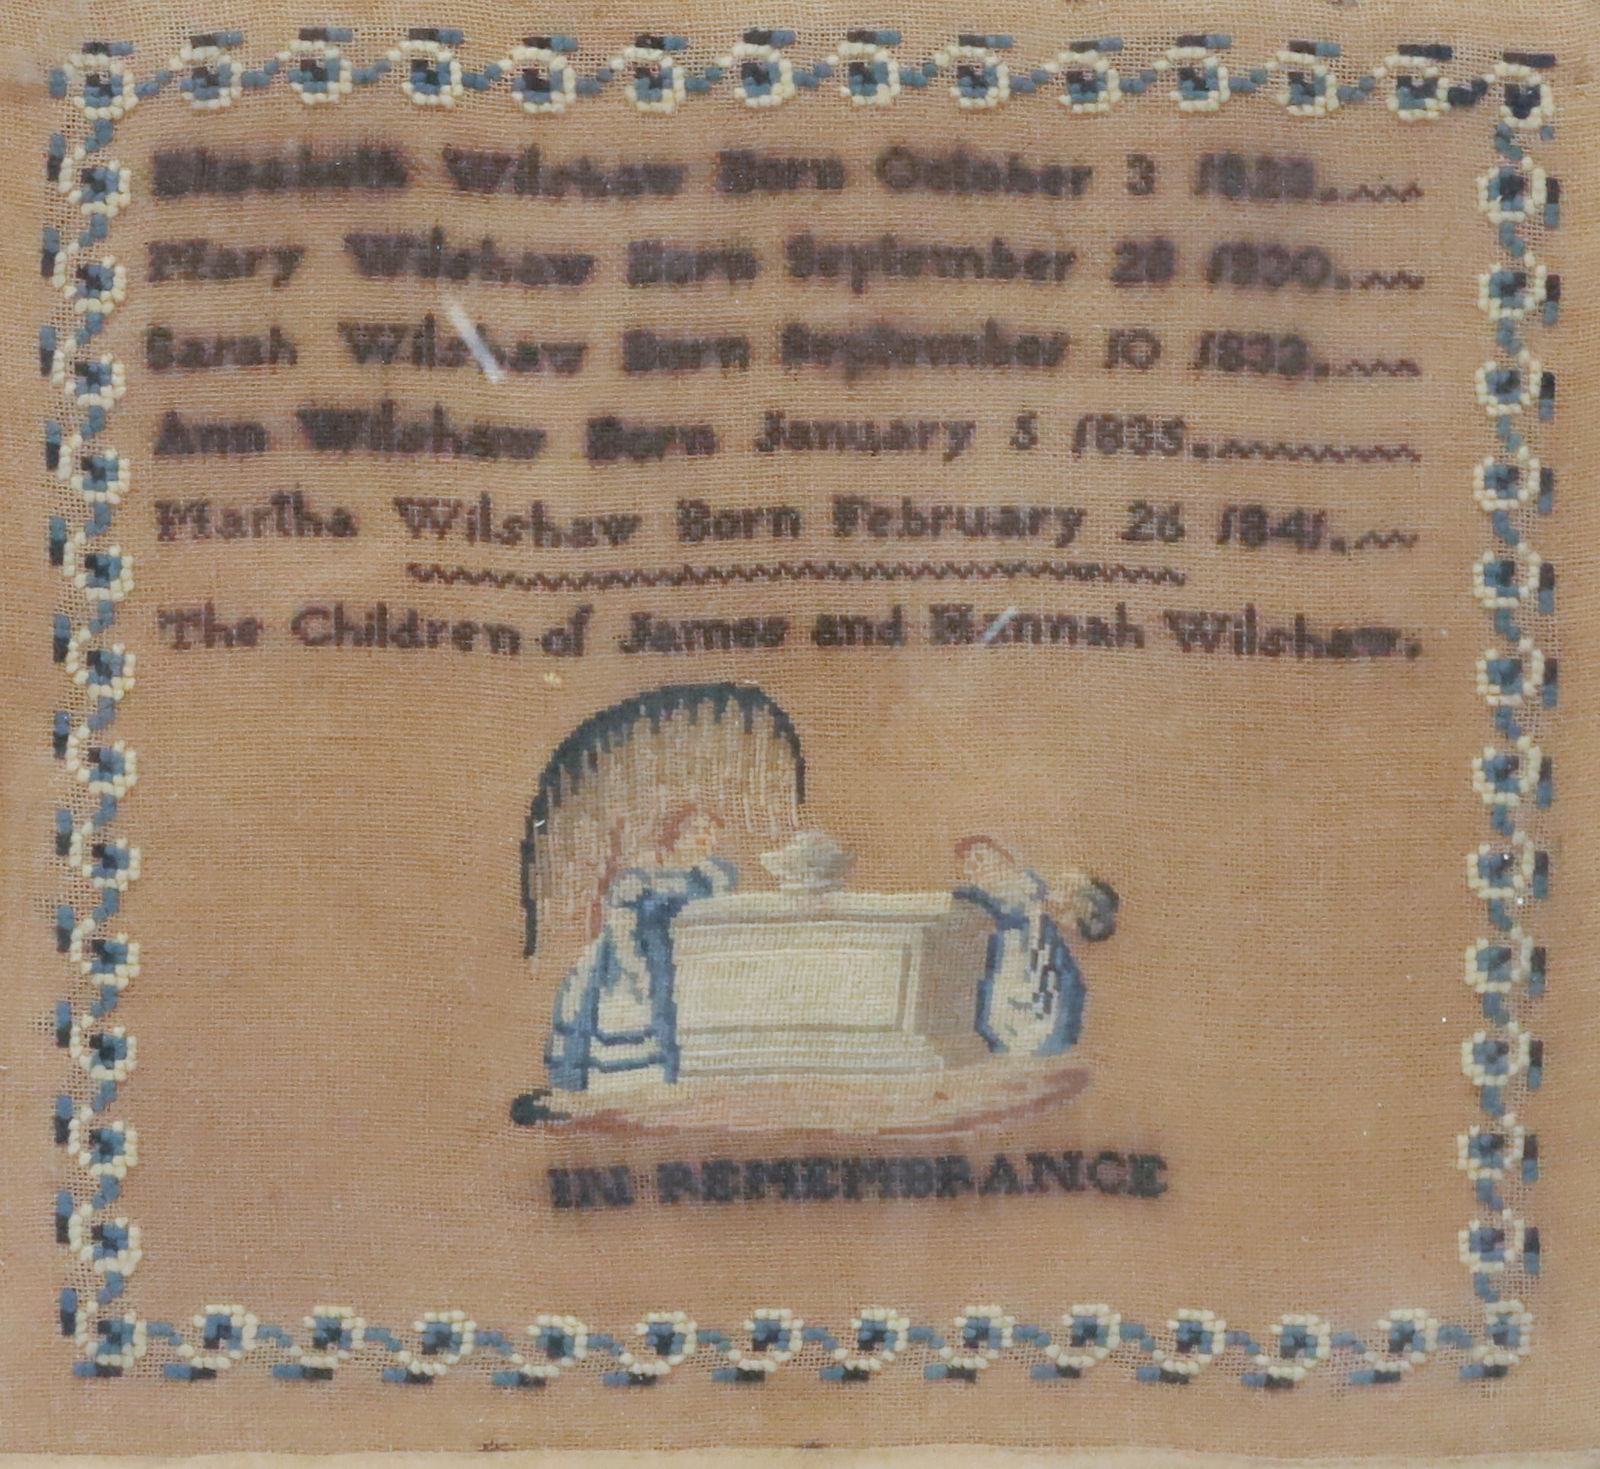 Elizabeth Wilshaw Born October 3 1828.
Mary Wilshaw Born September 28 1830.
Sarah Wilshaw Born September 10 1832.
Ann Wilshaw Born January 5 1835.
Martha Wilshaw Born February 26 1841.
The Children of James and Hannah Wilshaw.
IN REMEMBRANCE